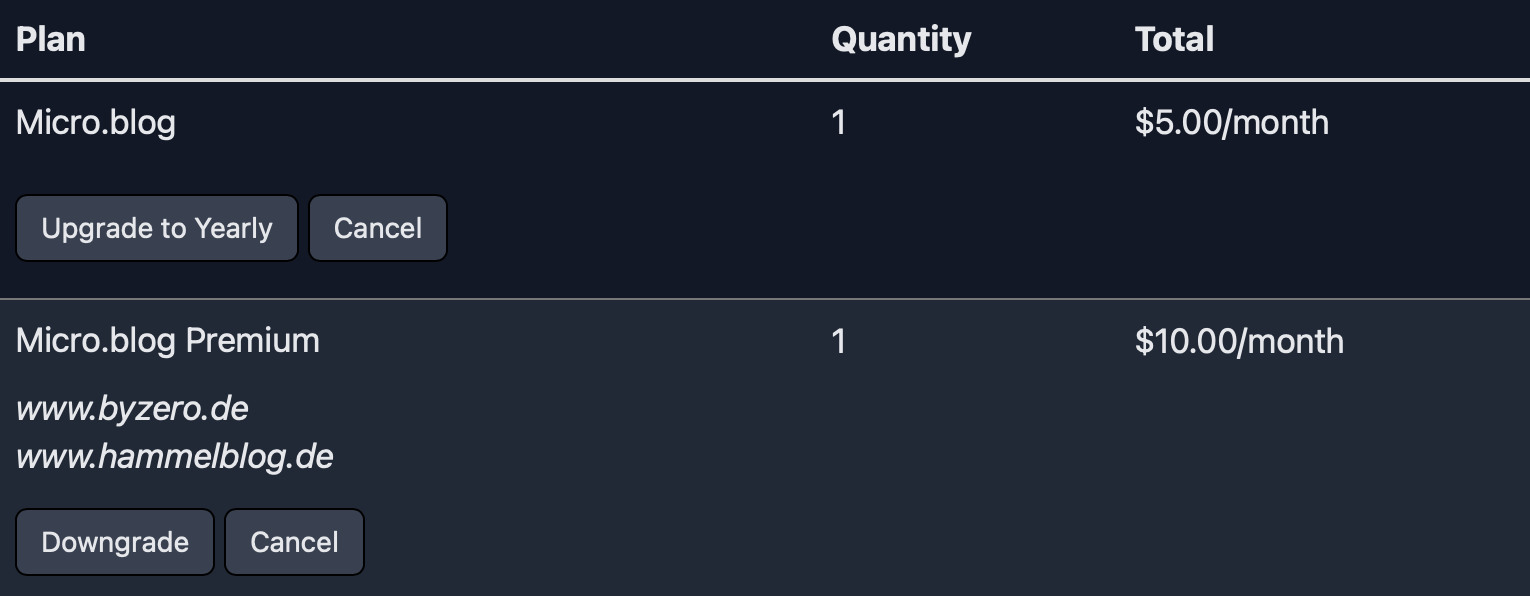 Plan Quantity Total
Micro.blog 1 $5.00/month
Upgrade to Yearly Cancel
Micro.blog Premium 1 $10.00/month
www.byzero.de
www.hammelblog.de
Downgrade Cancel